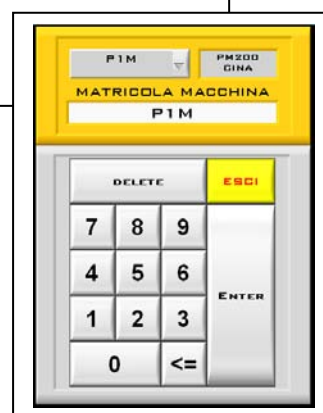 P1M PM200
CINA
MATRICOLA MACCHINA
P1M
DELETE ESCI
7 8 9
4 5 6
ENTER
1 2 3
0 <=